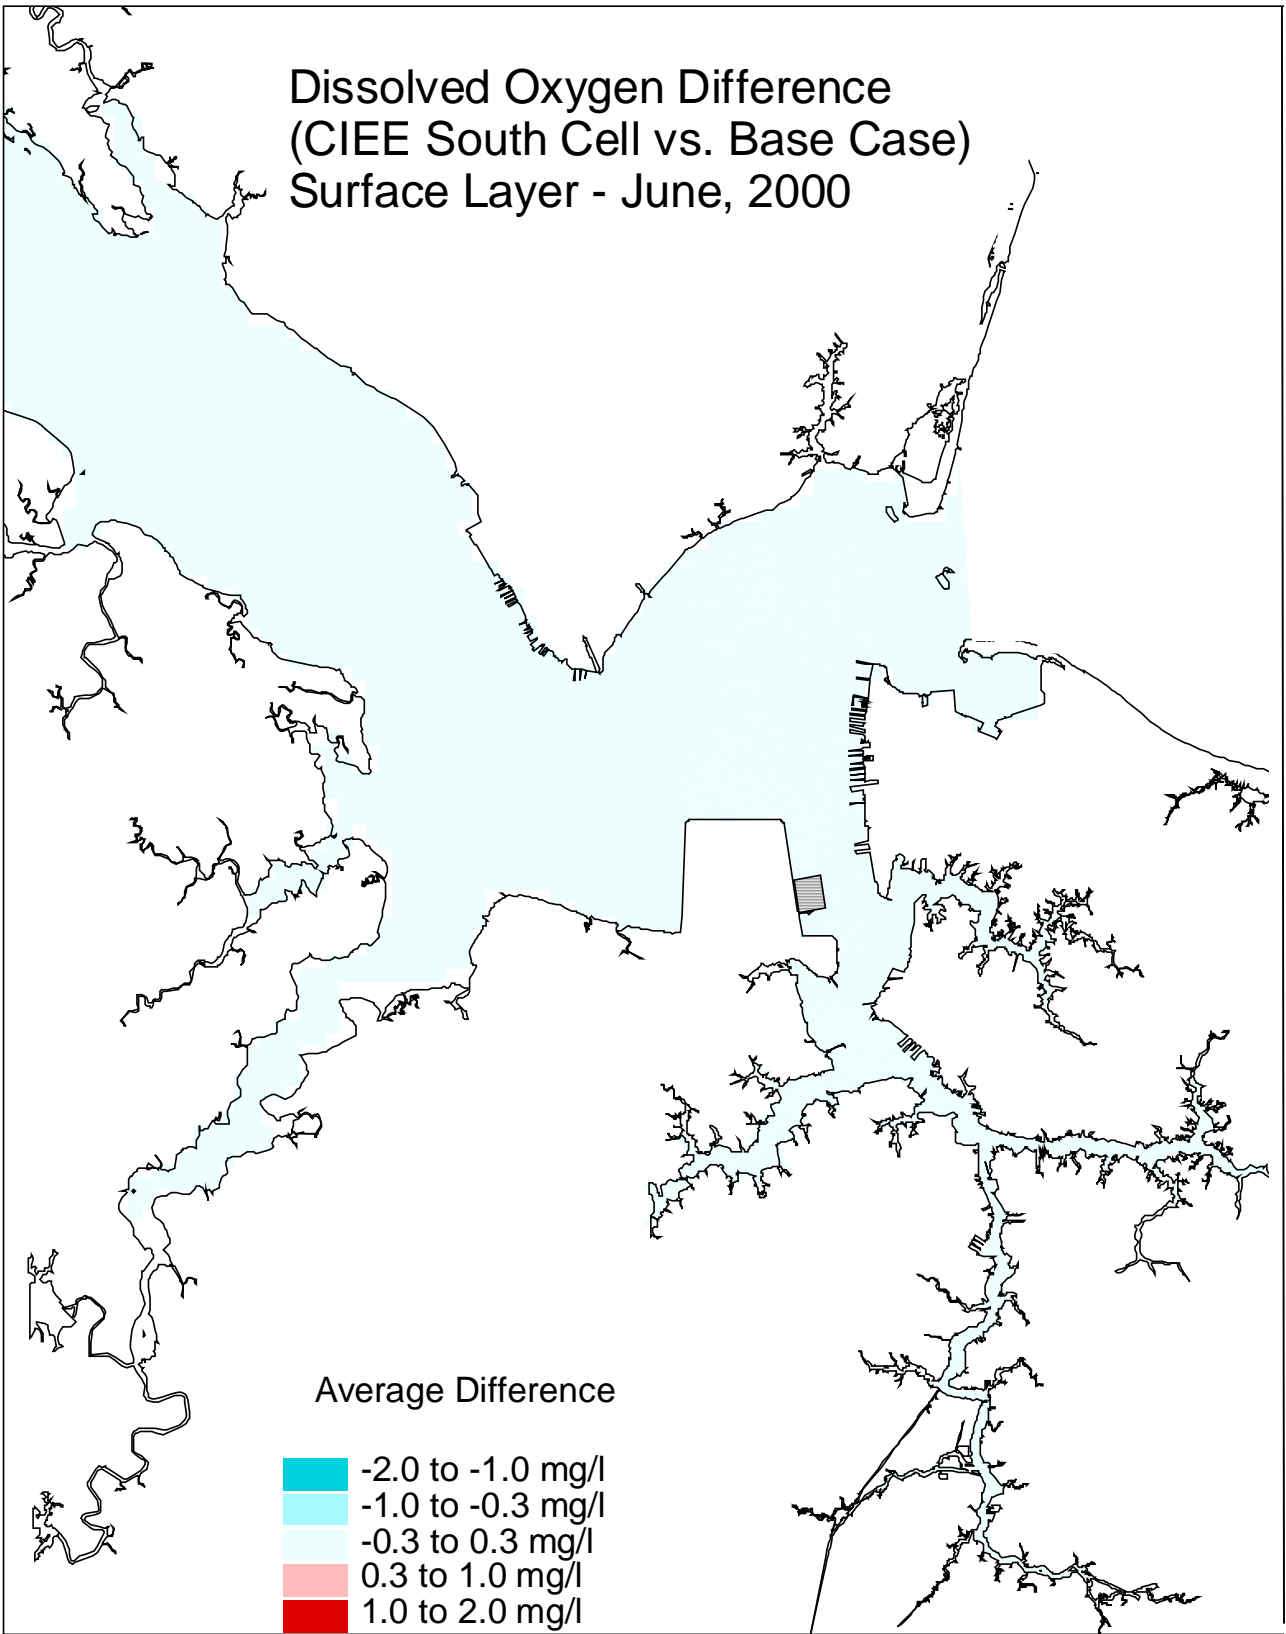 Dissolved Oxygen Difference
(CIEE South Cell vs. Base Case)
Surface Layer - June, 2000
Average Difference
-2.0 to -1.0 mg/l
-1.0 to -0.3 mg/l
-0.3 to 0.3 mg/l
0.3 to 1.0 mg/l
1.0 to 2.0 mg/l